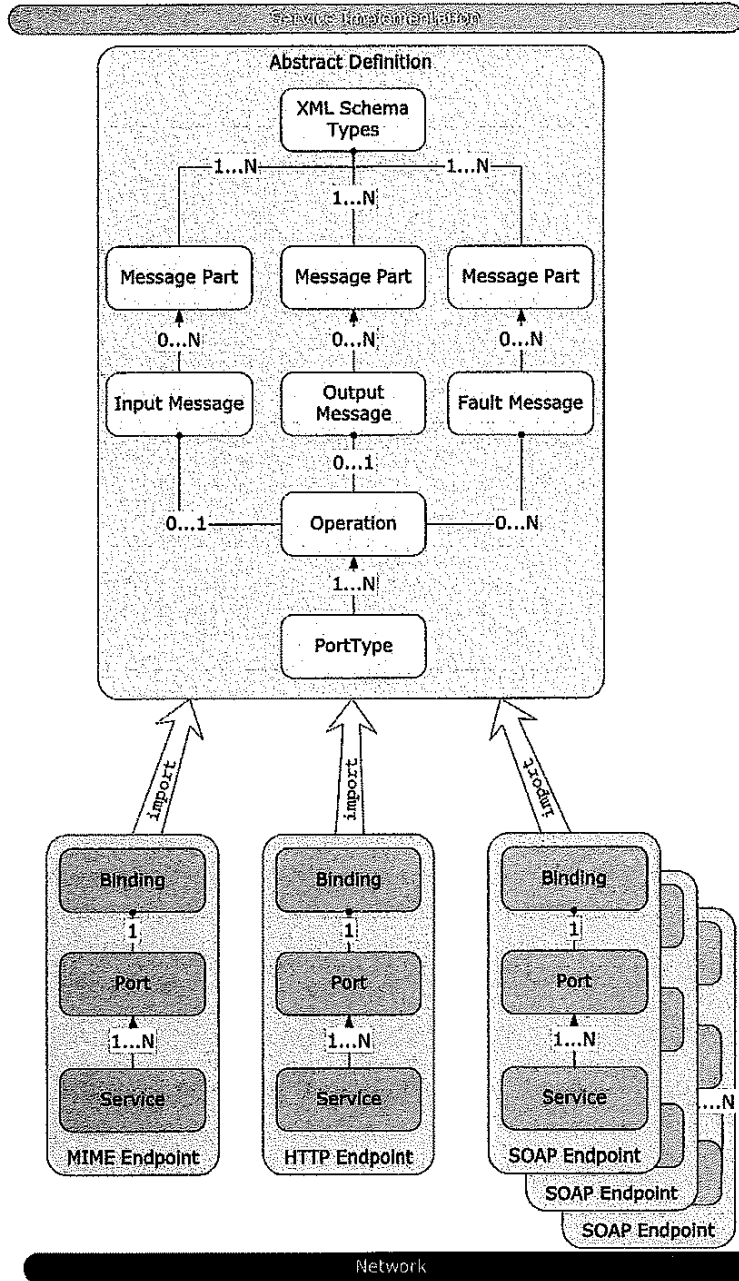 Service Implementation
Abstract Definition
XML Schema
Types
1...N
1...N
1...N
Message Part
Message Part
Message Part
0...N
0...N
0...N
Input Message
Output
Message
Fault Message
0...1
0...1
Operation
0...N
1...N
PortType
import
import
import
Binding
Binding
Binding
1
1
1
Port
Port
Port
1...N
1...N
1...N
Service
Service
Service
...N
MIME Endpoint
HTTP Endpoint
SOAP Endpoint
SOAP Endpoint
SOAP Endpoint
Network